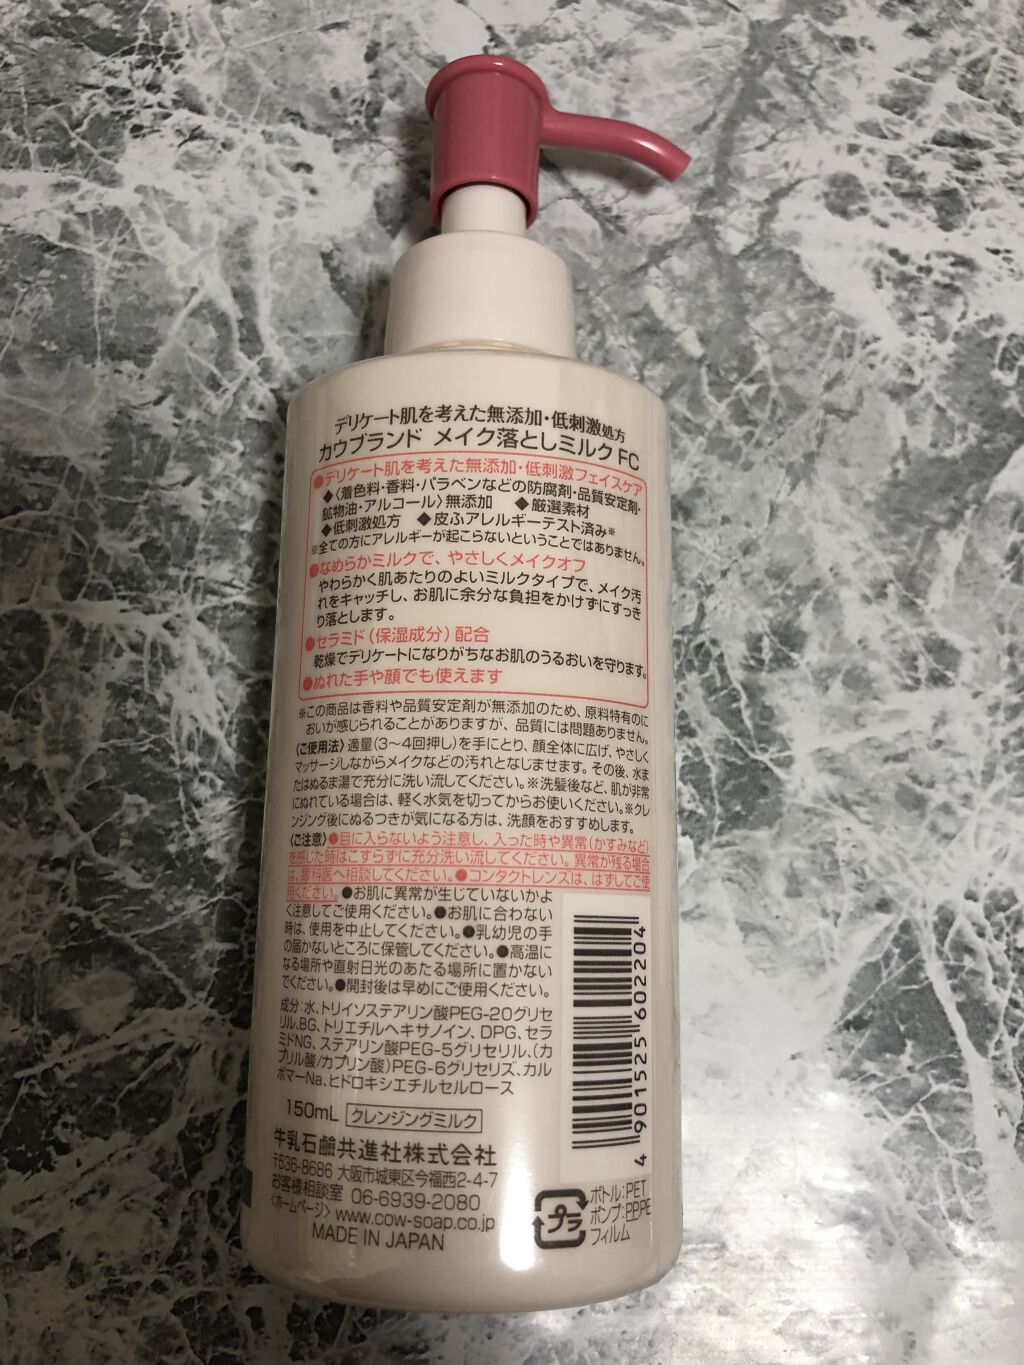 デリケート肌を考えた無添加・低刺激処方
カウブランド メイク落としミルクFC
●デリケート肌を考えた無添加・低刺激フェイスケア
◆〈着色料・香料・パラベンなどの防腐剤・品質安定剤・
鉱物油・アルコール〉無添加 ◆厳選素材
◆低刺激処方 ◆皮ふアレルギーテスト済み※
※全ての方にアレルギーが起こらないということではありません。
●なめらかミルクで、やさしくメイクオフ
やわらかく肌あたりのよいミルクタイプで、メイク汚
れをキャッチし、お肌に余分な負担をかけずにすっき
り落とします。
●セラミド(保湿成分)配合
乾燥でデリケートになりがちなお肌のうるおいを守ります。
●ぬれた手や顔でも使えます
※この商品は香料や品質安定剤が無添加のため、原料特有のに
おいが感じられることがありますが、品質には問題ありません。
〈ご使用法〉適量(3〜4回押し)を手にとり、顔全体に広げ、やさしく
マッサージしながらメイクなどの汚れとなじませます。その後、水ま
たはぬるま湯で充分に洗い流してください。※洗髪後など、肌が非常
にぬれている場合は、軽く水気を切ってからお使いください。※クレ
ンジング後にぬるつきが気になる方は、洗顔をおすすめします。
〈ご注意〉●目に入らないよう注意し、入った時や異常(かすみなど)
を感じた時はこすらずに充分洗い流してください。異常が残る場合
は、眼科医へ相談してください。●コンタクトレンズは、はずしてご使
用ください。●お肌に異常が生じていないかよ
く注意してご使用ください。●お肌に合わない
時は、使用を中止してください。●乳幼児の手
の届かないところに保管してください。●高温に
なる場所や直射日光のあたる場所に置かない
でください。●開封後は早めにご使用ください。
成分:水、トリイソステアリン酸PEG-20グリセ
リル、BG、トリエチルヘキサノイン、DPG、セラ
ミドNG、ステアリン酸PEG-5グリセリル、(カ
プリル酸/カプリン酸)PEG-6グリセリズ、カル
ボマーNa、ヒドロキシエチルセルロース
150mL クレンジングミルク
牛乳石鹼共進社株式会社
〒536-8686 大阪市城東区今福西2-4-7
お客様相談室 06-6939-2080
〈ホームページ〉www.cow-soap.co.jp
MADE IN JAPAN
4 901525 602204
プラ
ボトル:PET
ポンプ:PP,PE
フィルム